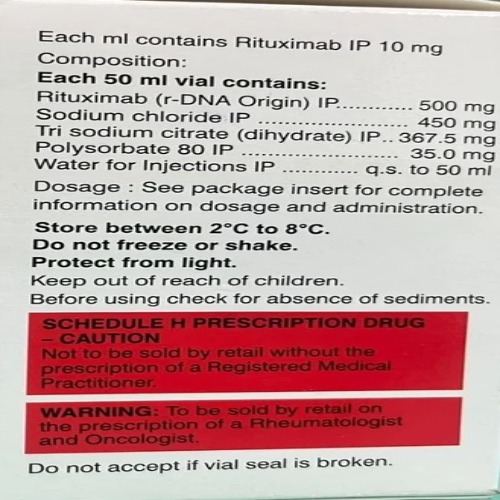 Each ml contains Rituximab IP 10 mg
Composition:
Each 50 ml vial contains:
Rituximab (r-DNA Origin) IP............ 500 mg
Sodium chloride IP ........................ 450 mg
Tri sodium citrate (dihydrate) IP.. 367.5 mg
Polysorbate 80 IP ......................... 35.0 mg
Water for Injections IP ............ q.s. to 50 ml
Dosage : See package insert for complete
information on dosage and administration.
Store between 2°C to 8°C.
Do not freeze or shake.
Protect from light.
Keep out of reach of children.
Before using check for absence of sediments.
SCHEDULE H PRESCRIPTION DRUG
– CAUTION
Not to be sold by retail without the
prescription of a Registered Medical
Practitioner.
WARNING: To be sold by retail on
the prescription of a Rheumatologist
and Oncologist.
Do not accept if vial seal is broken.